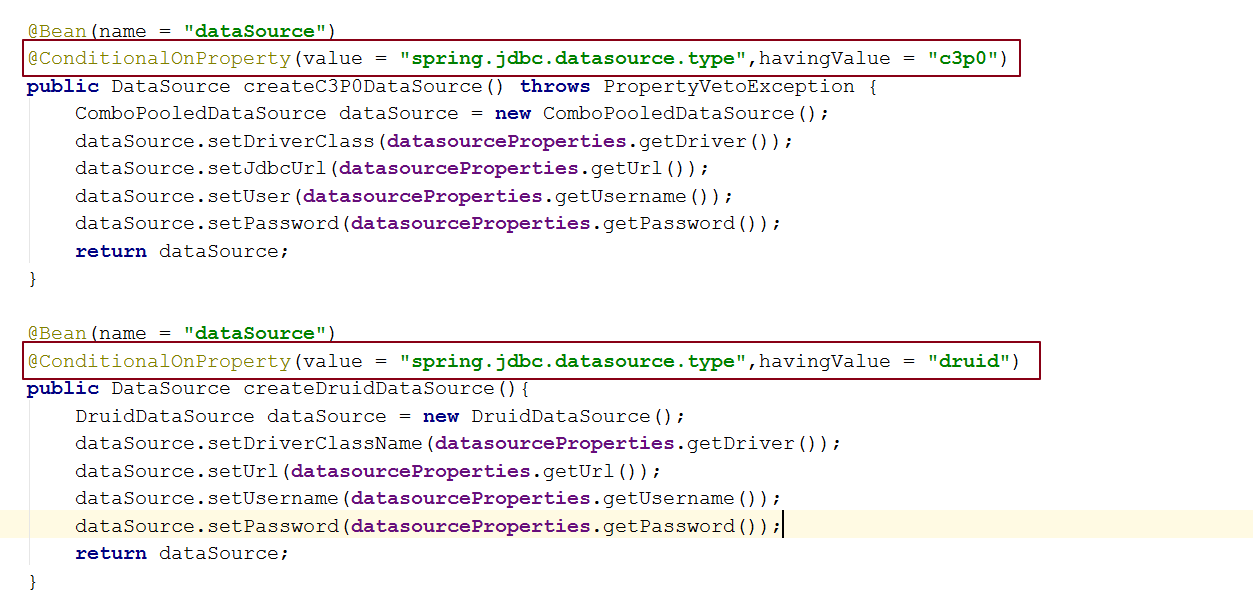 @Bean(name = "dataSource")
@ConditionalOnProperty(value = "spring.jdbc.datasource.type",havingValue = "c3p0")
public DataSource createC3P0DataSource() throws PropertyVetoException {
    ComboPooledDataSource dataSource = new ComboPooledDataSource();
    dataSource.setDriverClass(datasourceProperties.getDriver());
    dataSource.setJdbcUrl(datasourceProperties.getUrl());
    dataSource.setUser(datasourceProperties.getUsername());
    dataSource.setPassword(datasourceProperties.getPassword());
    return dataSource;
}
@Bean(name = "dataSource")
@ConditionalOnProperty(value = "spring.jdbc.datasource.type",havingValue = "druid")
public DataSource createDruidDataSource(){
    DruidDataSource dataSource = new DruidDataSource();
    dataSource.setDriverClassName(datasourceProperties.getDriver());
    dataSource.setUrl(datasourceProperties.getUrl());
    dataSource.setUsername(datasourceProperties.getUsername());
    dataSource.setPassword(datasourceProperties.getPassword());
    return dataSource;
}